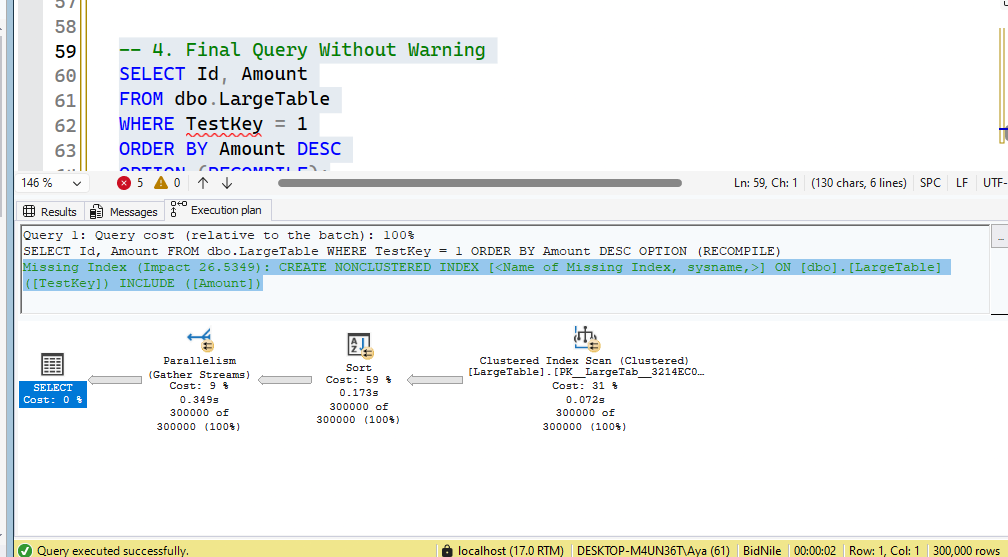 57
58
59 -- 4. Final Query Without Warning
60 SELECT Id, Amount
61 FROM dbo.LargeTable
62 WHERE TestKey = 1
63 ORDER BY Amount DESC
OPTION (RECOMPILE);
146 % 5 0 Ln: 59, Ch: 1 (130 chars, 6 lines) SPC LF UTF-
Results Messages Execution plan
Query 1: Query cost (relative to the batch): 100%
SELECT Id, Amount FROM dbo.LargeTable WHERE TestKey = 1 ORDER BY Amount DESC OPTION (RECOMPILE)
Missing Index (Impact 26.5349): CREATE NONCLUSTERED INDEX [<Name of Missing Index, sysname,>] ON [dbo].[LargeTable]
([TestKey]) INCLUDE ([Amount])
SELECT
Cost: 0 %
Parallelism
(Gather Streams)
Cost: 9 %
0.349s
300000 of
300000 (100%)
Sort
Cost: 59 %
0.173s
300000 of
300000 (100%)
Clustered Index Scan (Clustered)
[LargeTable].[PK__LargeTab__3214EC0…
Cost: 31 %
0.072s
300000 of
300000 (100%)
Query executed successfully. localhost (17.0 RTM) DESKTOP-M4UN36T\Aya (61) BidNile 00:00:02 Row: 1, Col: 1 300,000 rows